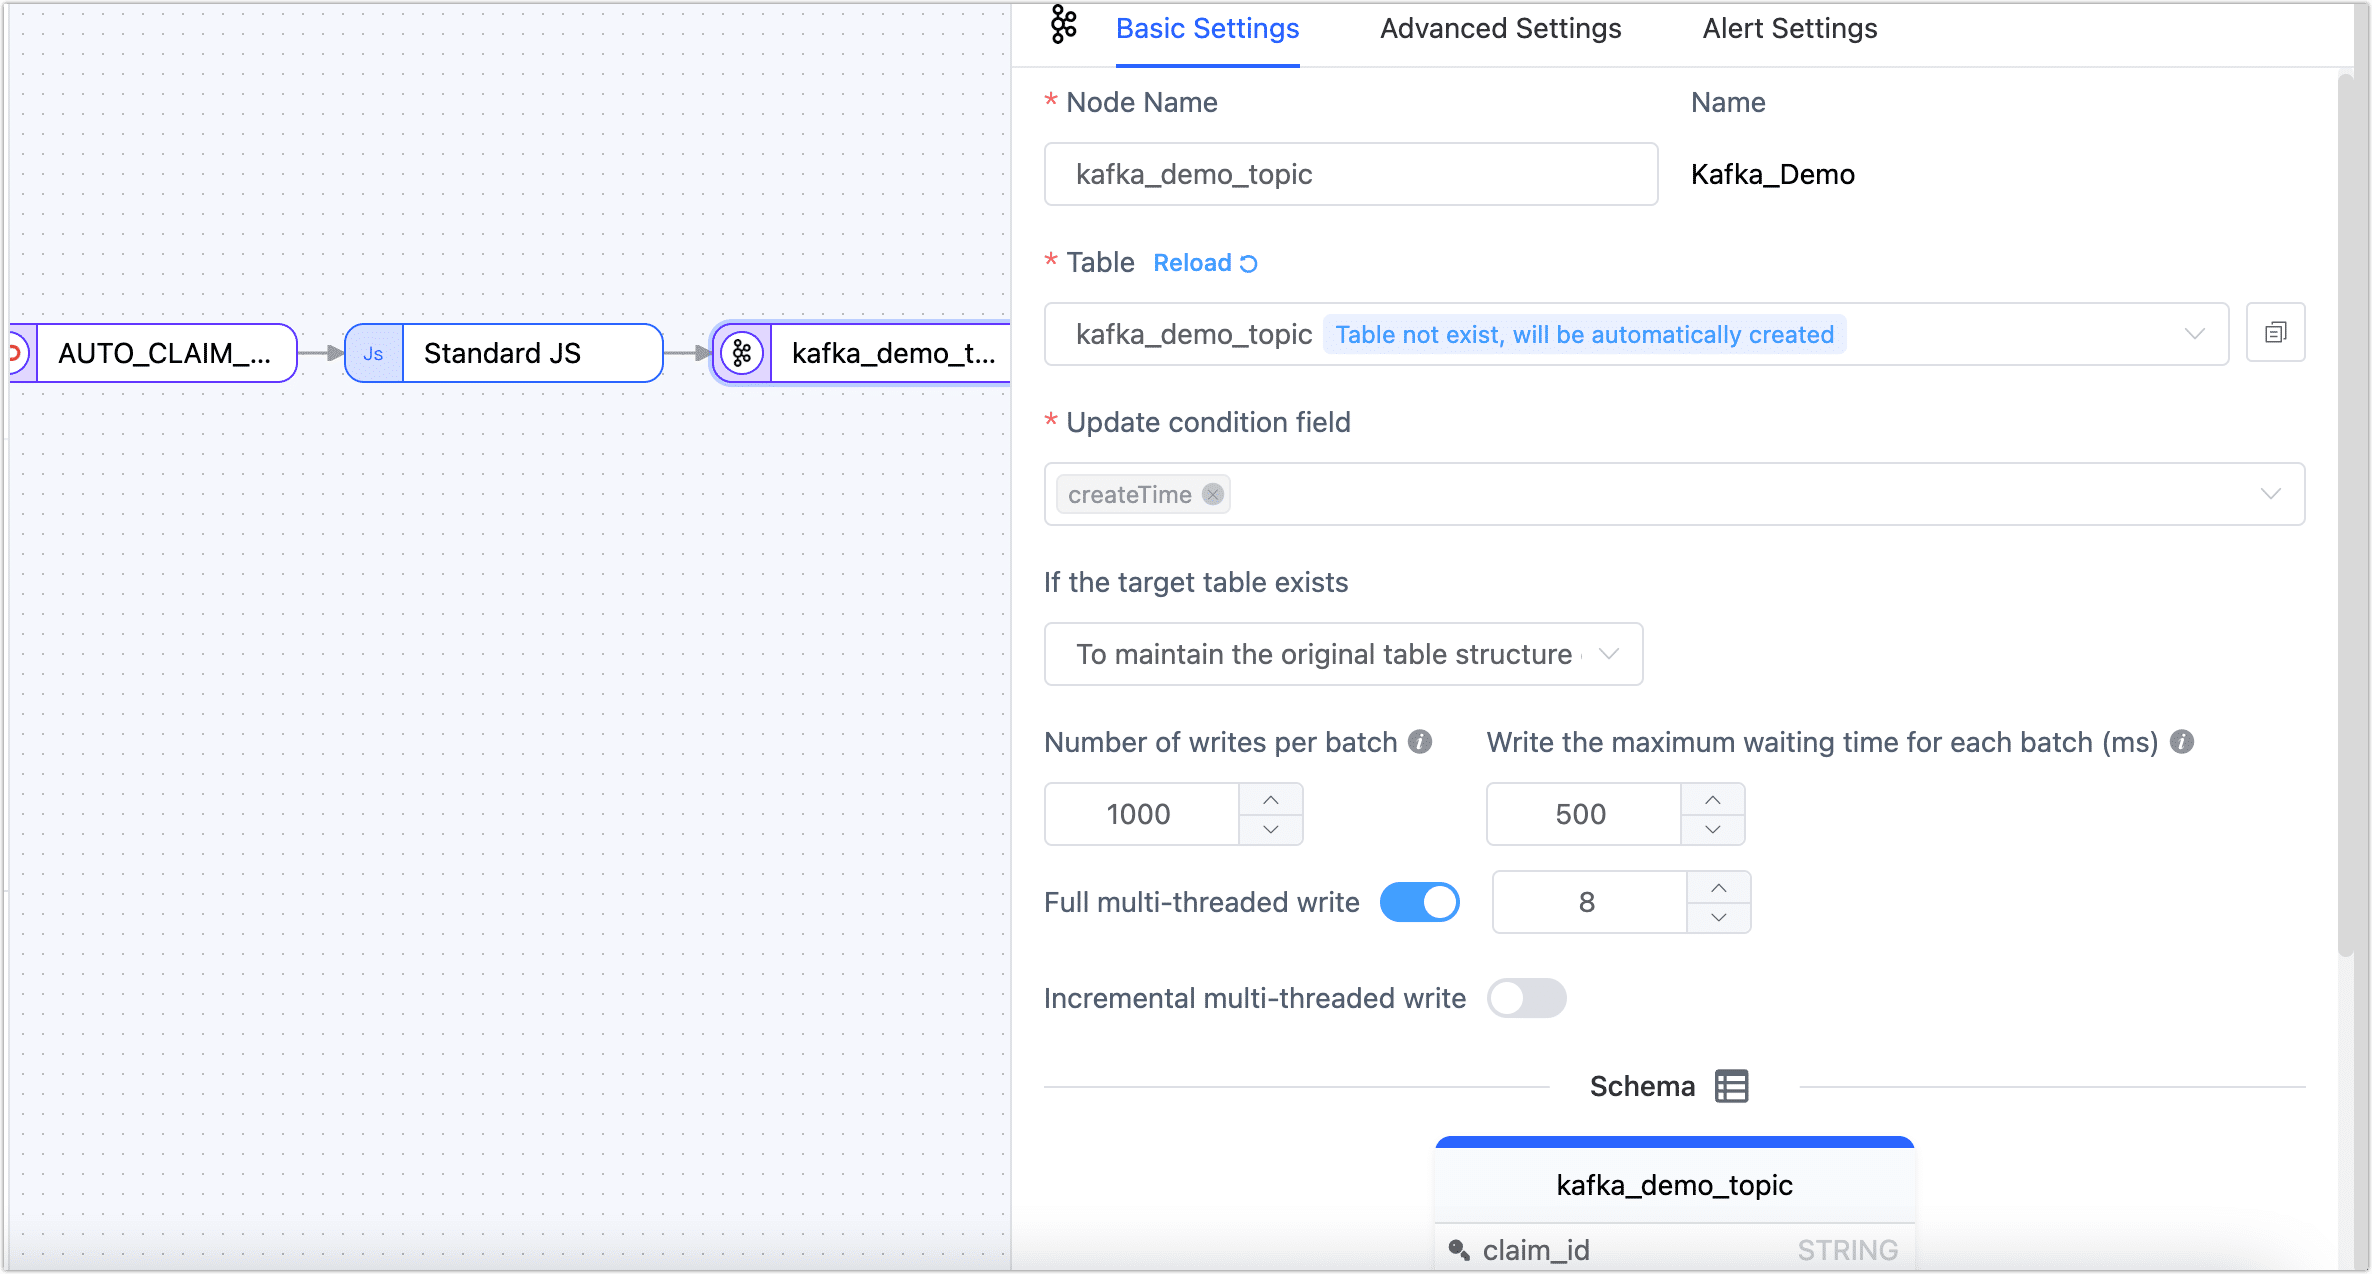 Basic Settings Advanced Settings Alert Settings
* Node Name Name
kafka_demo_topic Kafka_Demo
* Table Reload
kafka_demo_topic Table not exist, will be automatically created
AUTO_CLAIM_... Js Standard JS kafka_demo_t...
* Update condition field
createTime
If the target table exists
To maintain the original table structure
Number of writes per batch Write the maximum waiting time for each batch (ms)
1000 500
Full multi-threaded write 8
Incremental multi-threaded write
Schema
kafka_demo_topic
claim_id STRING